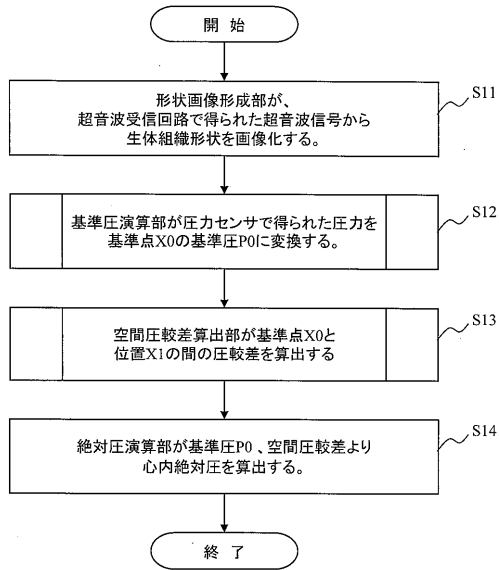 開 始
S11
形状画像形成部が、
超音波受信回路で得られた超音波信号から
生体組織形状を画像化する。
S12
基準圧演算部が圧力センサで得られた圧力を
基準点X0の基準圧P0に変換する。
S13
空間圧較差算出部が基準点X0と
位置X1の間の圧較差を算出する
S14
絶対圧演算部が基準圧P0 、空間圧較差より
心内絶対圧を算出する。
終 了